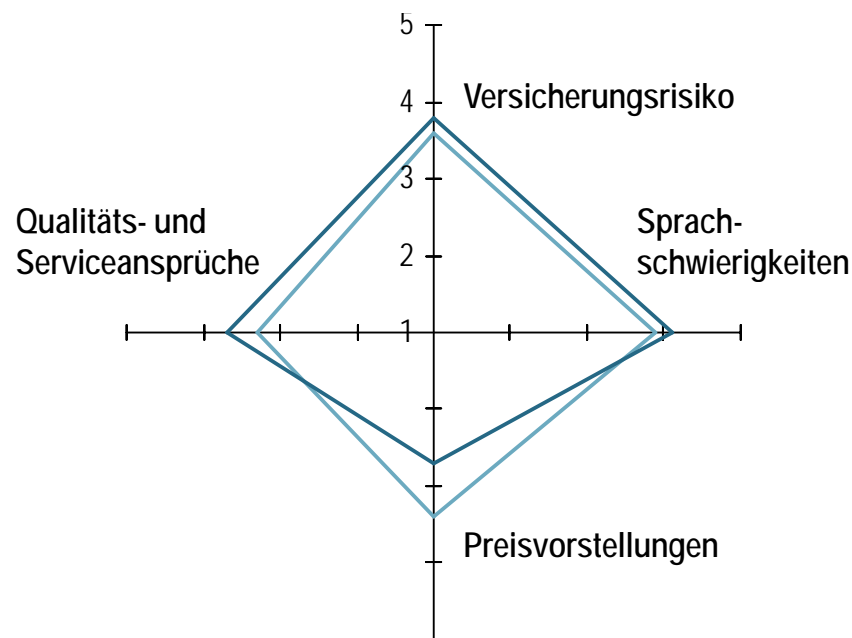 5
4
Versicherungsrisiko
3
Qualitäts- und
Serviceansprüche
Sprach-
schwierigkeiten
2
1
Preisvorstellungen